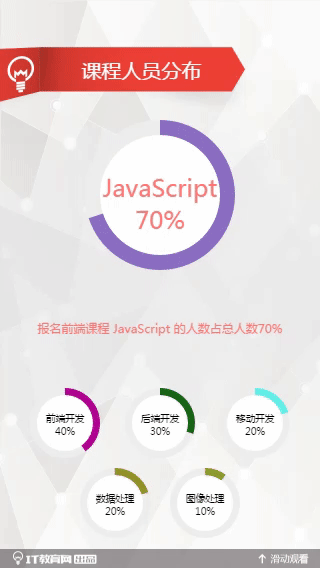 课程人员分布
JavaScript
70%
报名前端课程 JavaScript 的人数占总人数70%
前端开发
40%
后端开发
30%
移动开发
20%
数据处理
20%
图像处理
10%
IT教育网 出品
滑动观看